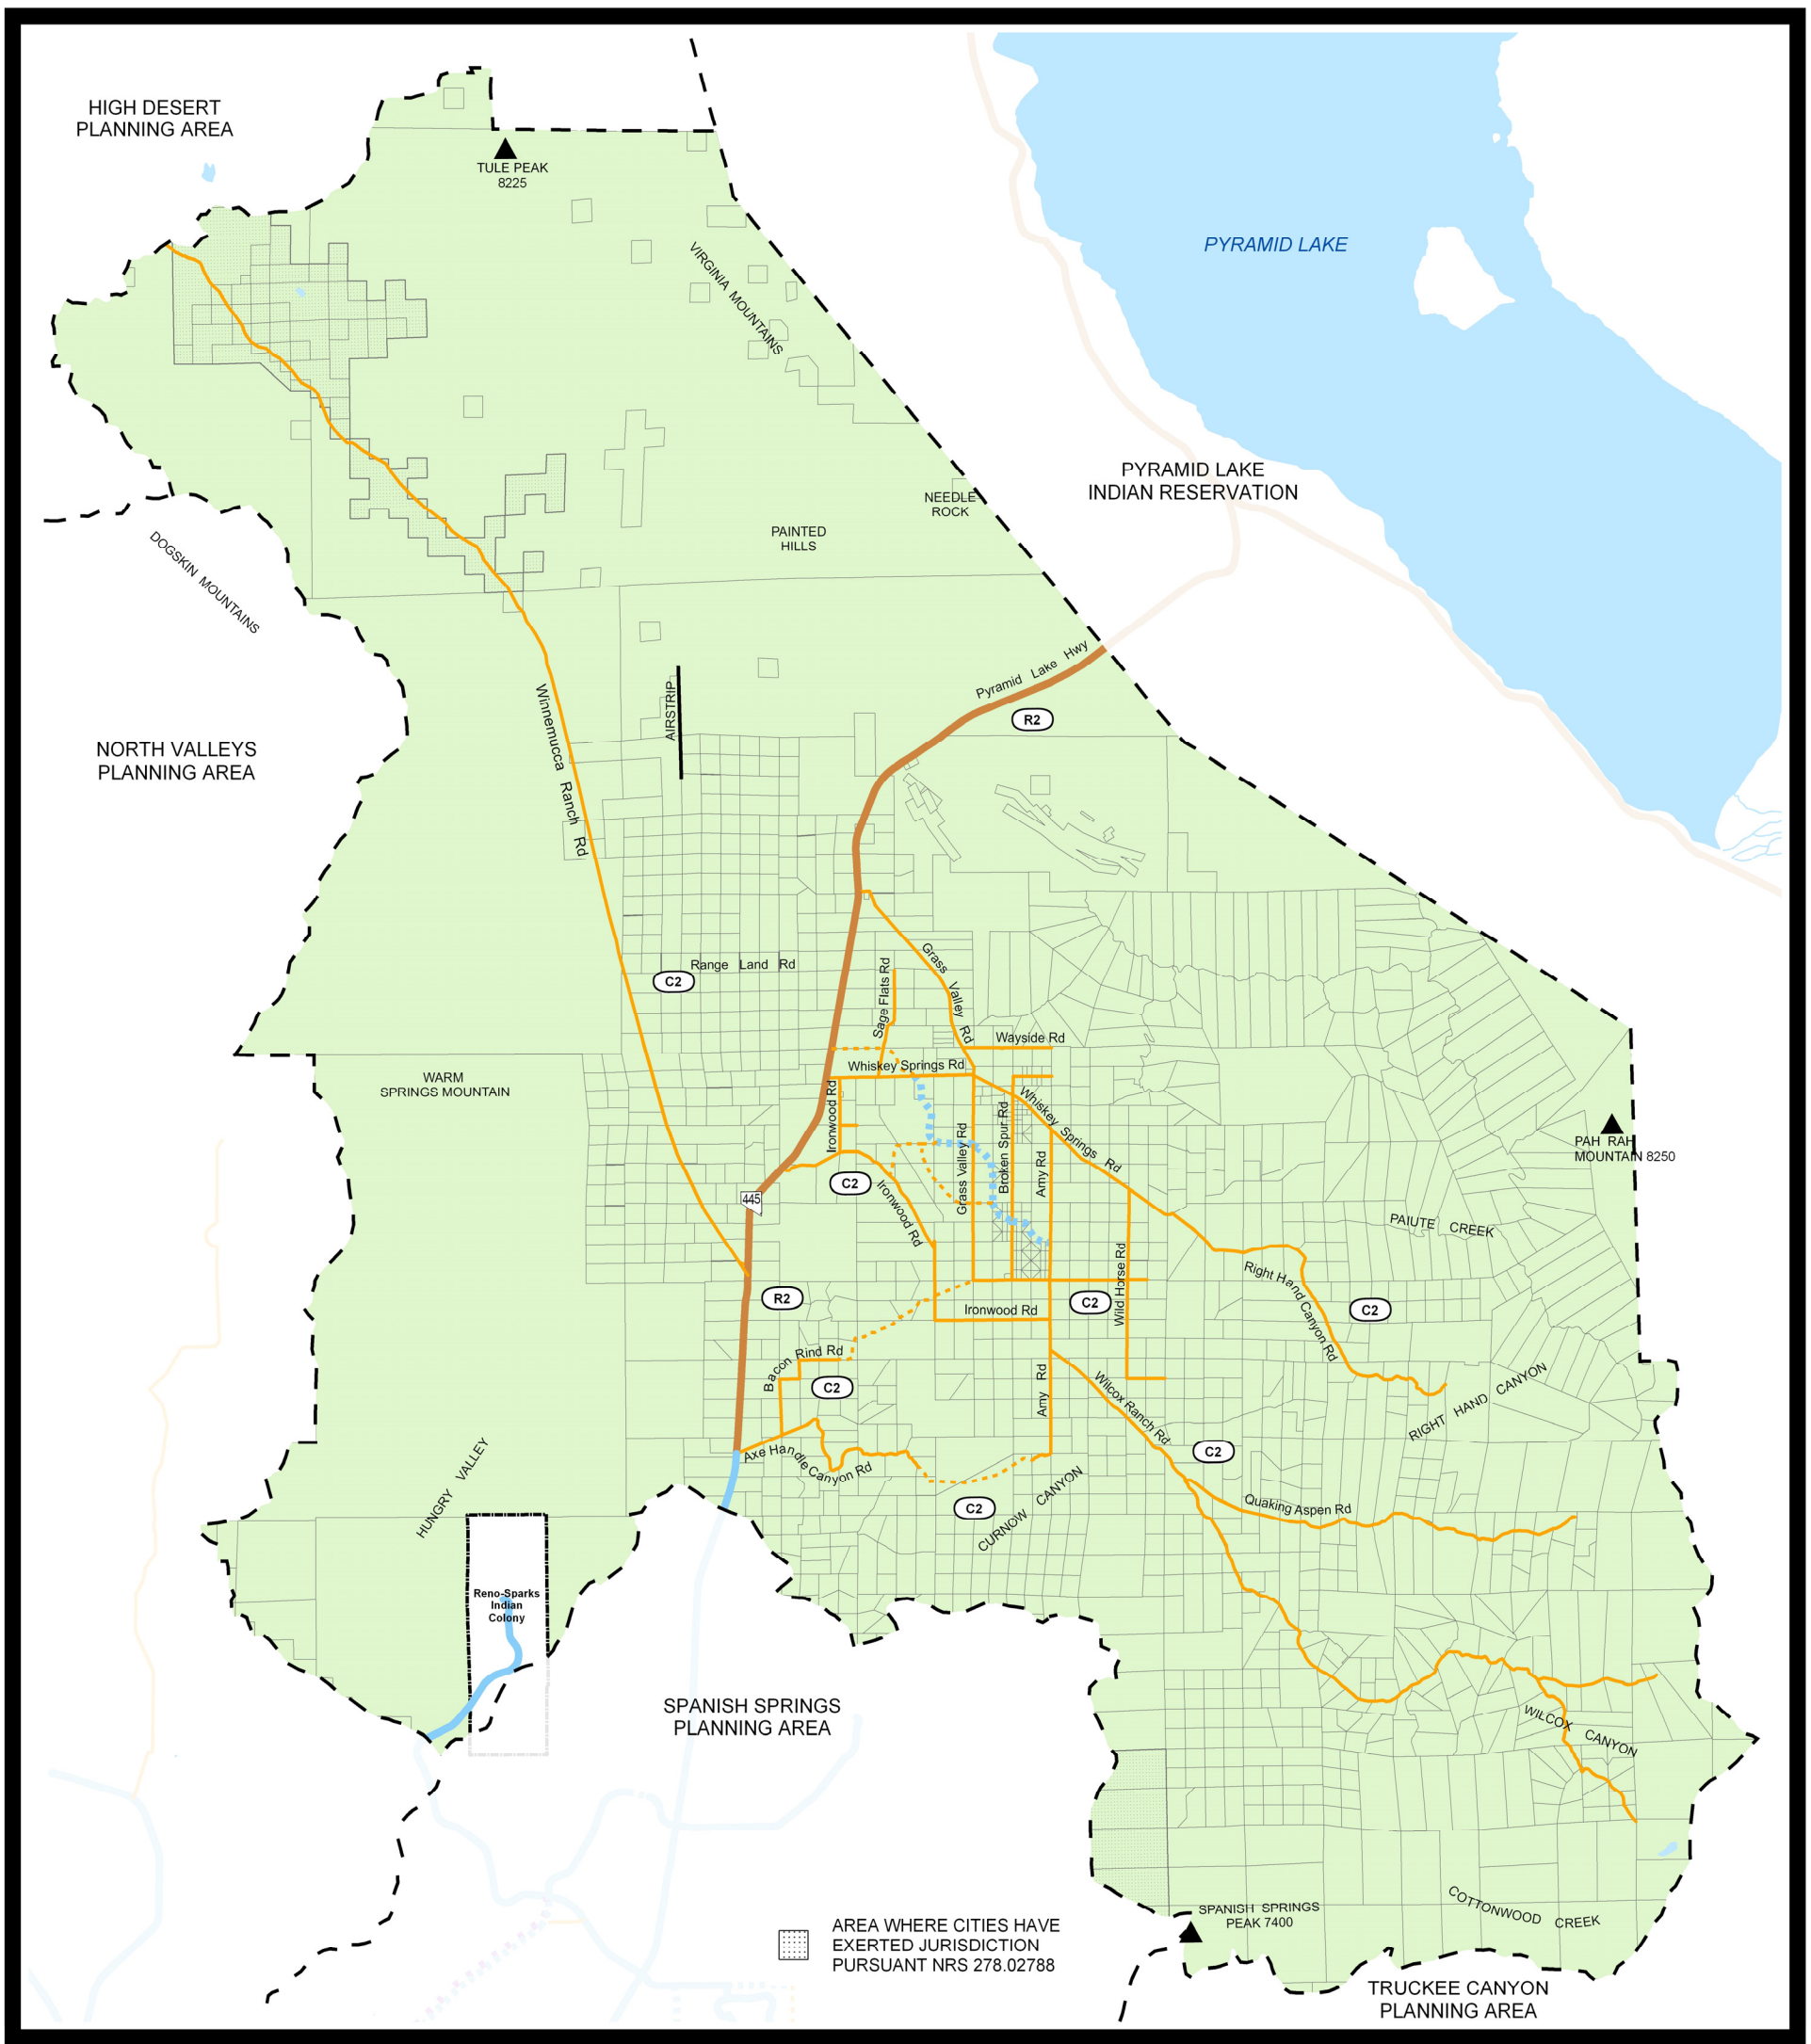 HIGH DESERT
PLANNING AREA
TULE PEAK
8225
VIRGINIA MOUNTAINS
PYRAMID LAKE
PYRAMID LAKE
INDIAN RESERVATION
NEEDLE
ROCK
PAINTED
HILLS
DOGSKIN MOUNTAINS
Pyramid Lake Hwy
R2
AIRSTRIP
Winnemucca Ranch Rd
NORTH VALLEYS
PLANNING AREA
Range Land Rd
C2
Grass Valley Rd
Sage Flats Rd
Wayside Rd
Whiskey Springs Rd
WARM
SPRINGS MOUNTAIN
Ironwood Rd
Whiskey Springs Rd
Grass Valley Rd
Broken Spur Rd
Amy Rd
PAH RAH
MOUNTAIN 8250
C2
445
Ironwood Rd
PAIUTE CREEK
Wild Horse Rd
Right Hand Canyon Rd
R2
Ironwood Rd
C2
C2
Bacon Rind Rd
C2
Amy Rd
Wilcox Ranch Rd
RIGHT HAND CANYON
C2
Axe Handle Canyon Rd
HUNGRY VALLEY
C2
CURNOW CANYON
Quaking Aspen Rd
Reno-Sparks
Indian
Colony
SPANISH SPRINGS
PLANNING AREA
WILCOX CANYON
SPANISH SPRINGS
PEAK 7400
COTTONWOOD CREEK
AREA WHERE CITIES HAVE
EXERTED JURISDICTION
PURSUANT NRS 278.02788
TRUCKEE CANYON
PLANNING AREA